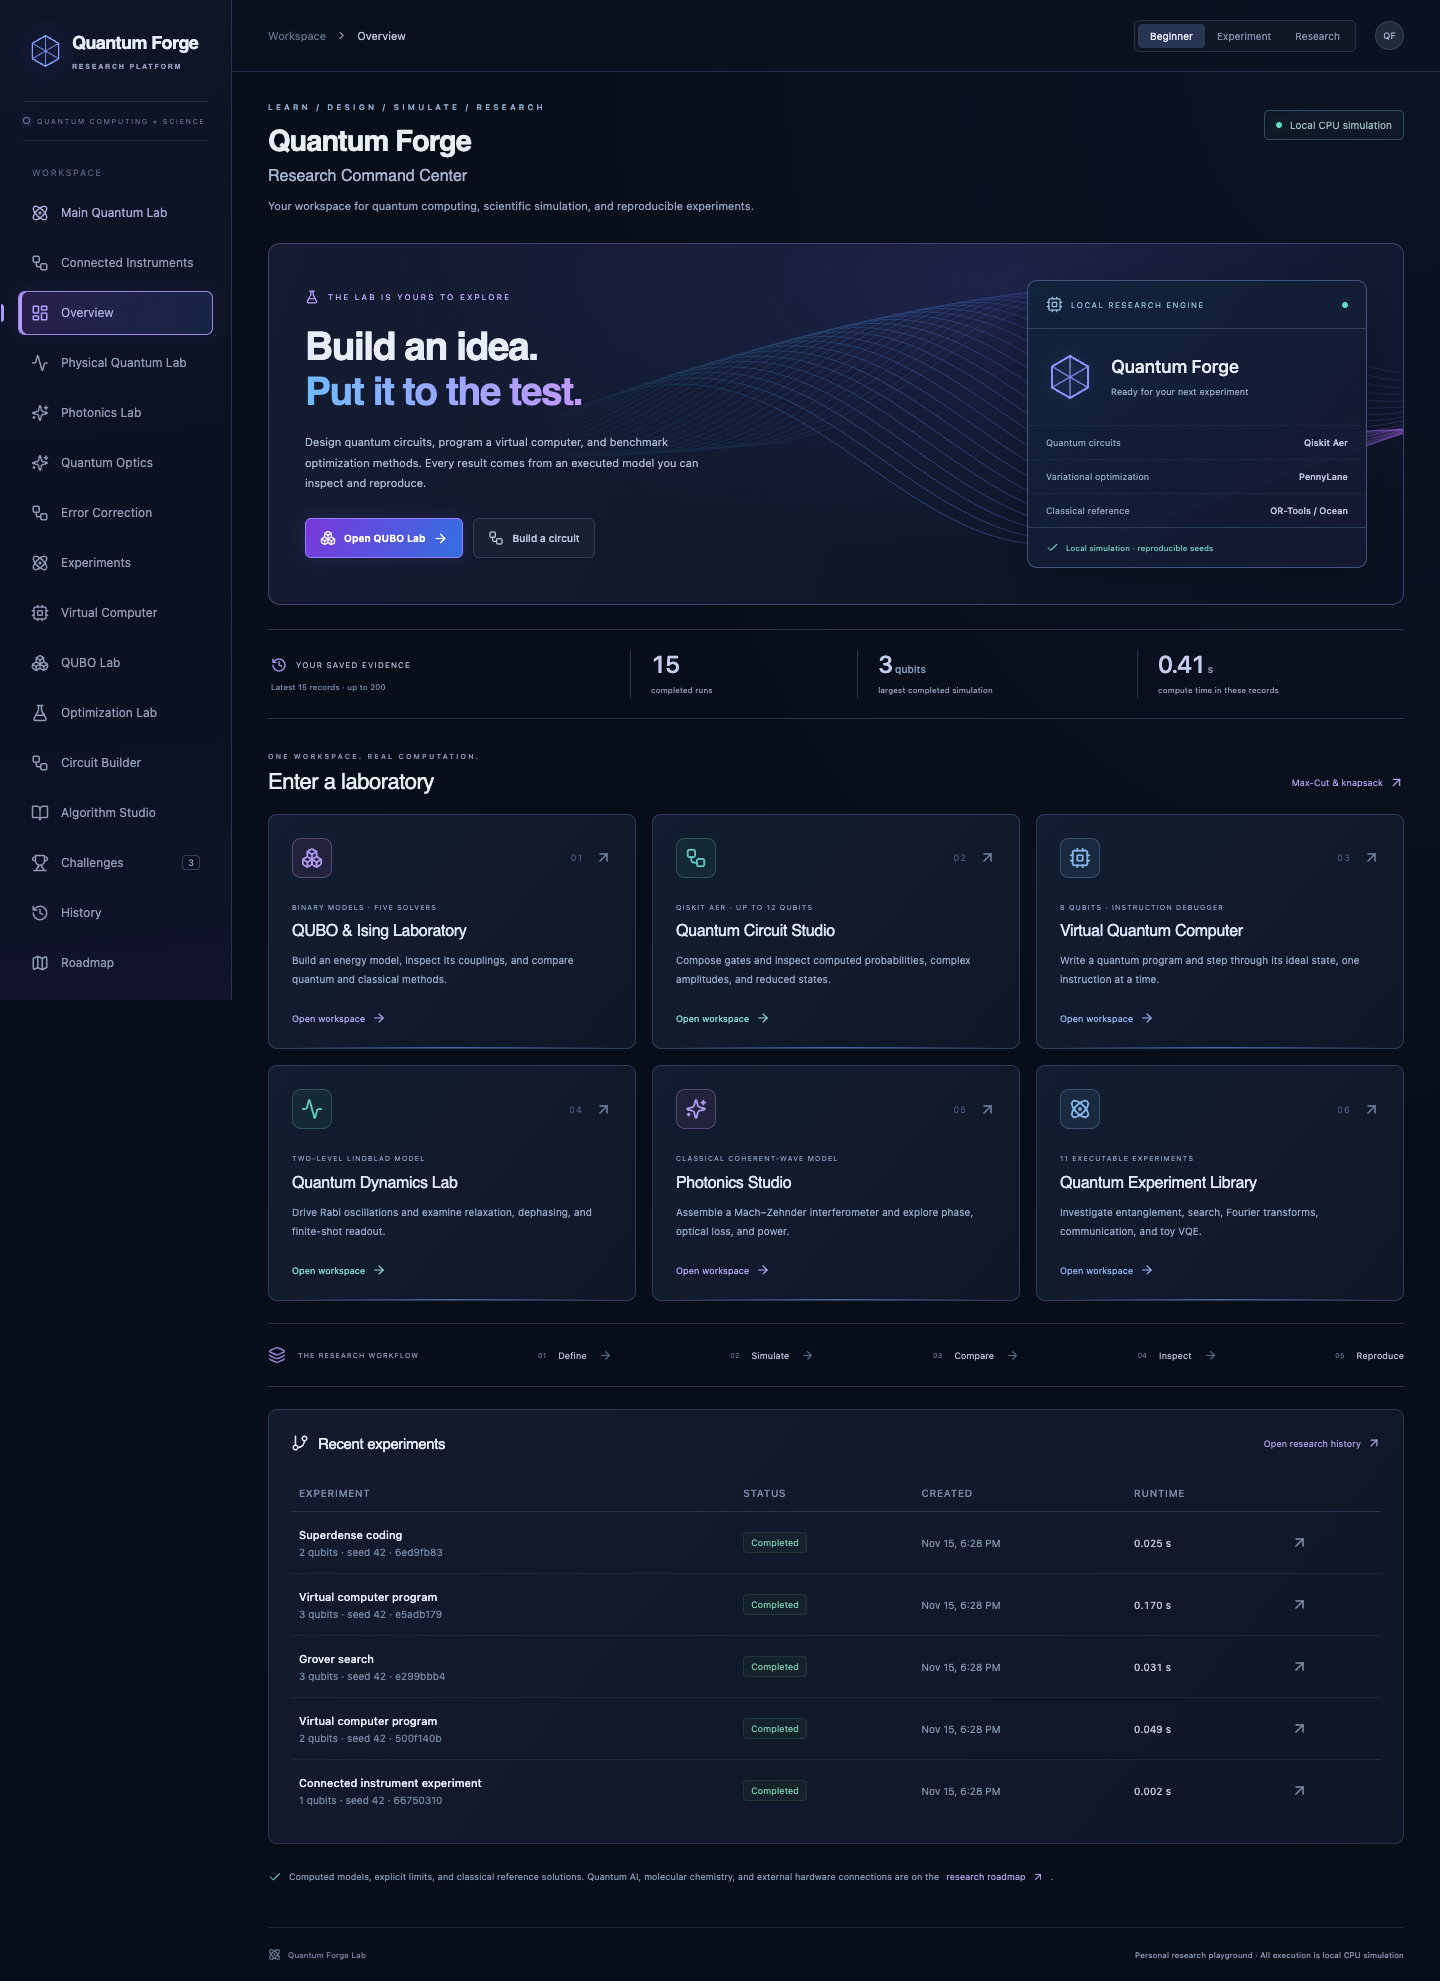 Quantum Forge
RESEARCH PLATFORM
QUANTUM COMPUTING + SCIENCE
WORKSPACE
Main Quantum Lab
Connected Instruments
Overview
Physical Quantum Lab
Photonics Lab
Quantum Optics
Error Correction
Experiments
Virtual Computer
QUBO Lab
Optimization Lab
Circuit Builder
Algorithm Studio
Challenges 3
History
Roadmap
Workspace > Overview
Beginner Experiment Research QF
LEARN / DESIGN / SIMULATE / RESEARCH
Quantum Forge
Research Command Center
Your workspace for quantum computing, scientific simulation, and reproducible experiments.
Local CPU simulation
THE LAB IS YOURS TO EXPLORE
Build an idea.
Put it to the test.
Design quantum circuits, program a virtual computer, and benchmark
optimization methods. Every result comes from an executed model you can
inspect and reproduce.
Open QUBO Lab
Build a circuit
LOCAL RESEARCH ENGINE
Quantum Forge
Ready for your next experiment
Quantum circuits Qiskit Aer
Variational optimization PennyLane
Classical reference OR-Tools / Ocean
Local simulation · reproducible seeds
YOUR SAVED EVIDENCE
Latest 15 records · up to 200
15
completed runs
3 qubits
largest completed simulation
0.41 s
compute time in these records
ONE WORKSPACE. REAL COMPUTATION.
Enter a laboratory
Max-Cut & knapsack
01
BINARY MODELS · FIVE SOLVERS
QUBO & Ising Laboratory
Build an energy model, inspect its couplings, and compare
quantum and classical methods.
Open workspace
02
QISKIT AER · UP TO 12 QUBITS
Quantum Circuit Studio
Compose gates and inspect computed probabilities, complex
amplitudes, and reduced states.
Open workspace
03
8 QUBITS · INSTRUCTION DEBUGGER
Virtual Quantum Computer
Write a quantum program and step through its ideal state, one
instruction at a time.
Open workspace
04
TWO-LEVEL LINDBLAD MODEL
Quantum Dynamics Lab
Drive Rabi oscillations and examine relaxation, dephasing, and
finite-shot readout.
Open workspace
05
CLASSICAL COHERENT-WAVE MODEL
Photonics Studio
Assemble a Mach–Zehnder interferometer and explore phase,
optical loss, and power.
Open workspace
06
11 EXECUTABLE EXPERIMENTS
Quantum Experiment Library
Investigate entanglement, search, Fourier transforms,
communication, and toy VQE.
Open workspace
THE RESEARCH WORKFLOW 01 Define 02 Simulate 03 Compare 04 Inspect 05 Reproduce
Recent experiments
Open research history
EXPERIMENT STATUS CREATED RUNTIME
Superdense coding
2 qubits · seed 42 · 6ed9fb83
Completed Nov 15, 6:28 PM 0.025 s
Virtual computer program
3 qubits · seed 42 · e5adb179
Completed Nov 15, 6:28 PM 0.170 s
Grover search
3 qubits · seed 42 · e299bbb4
Completed Nov 15, 6:28 PM 0.031 s
Virtual computer program
2 qubits · seed 42 · 500f140b
Completed Nov 15, 6:28 PM 0.049 s
Connected instrument experiment
1 qubits · seed 42 · 66750310
Completed Nov 15, 6:28 PM 0.002 s
Computed models, explicit limits, and classical reference solutions. Quantum AI, molecular chemistry, and external hardware connections are on the research roadmap .
Quantum Forge Lab
Personal research playground · All execution is local CPU simulation